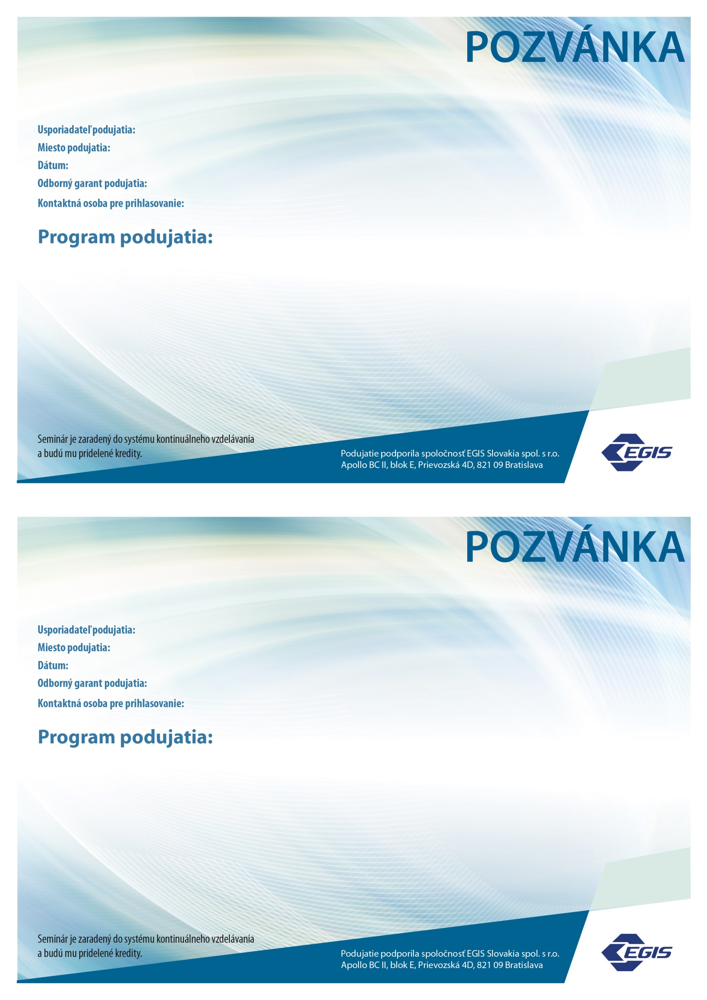 POZVÁNKA
Usporiadateľ podujatia:
Miesto podujatia:
Dátum:
Odborný garant podujatia:
Kontaktná osoba pre prihlasovanie:
Program podujatia:
Seminár je zaradený do systému kontinuálneho vzdelávania
a budú mu pridelené kredity.
Podujatie podporila spoločnosť EGIS Slovakia spol. s r.o.
Apollo BC II, blok E, Prievozská 4D, 821 09 Bratislava
EGIS
POZVÁNKA
Usporiadateľ podujatia:
Miesto podujatia:
Dátum:
Odborný garant podujatia:
Kontaktná osoba pre prihlasovanie:
Program podujatia:
Seminár je zaradený do systému kontinuálneho vzdelávania
a budú mu pridelené kredity.
Podujatie podporila spoločnosť EGIS Slovakia spol. s r.o.
Apollo BC II, blok E, Prievozská 4D, 821 09 Bratislava
EGIS